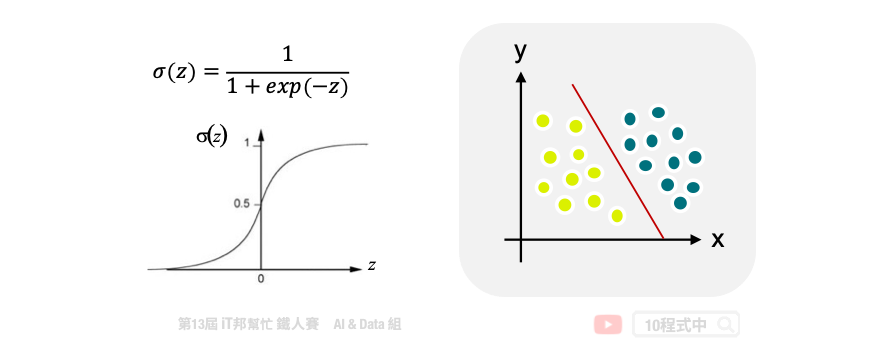 σ(z) = 1 / 1 + exp(−z)
σ(z)
1
0.5
0
z
y
x
第13屆 iT邦幫忙 鐵人賽 AI & Data 組
10程式中